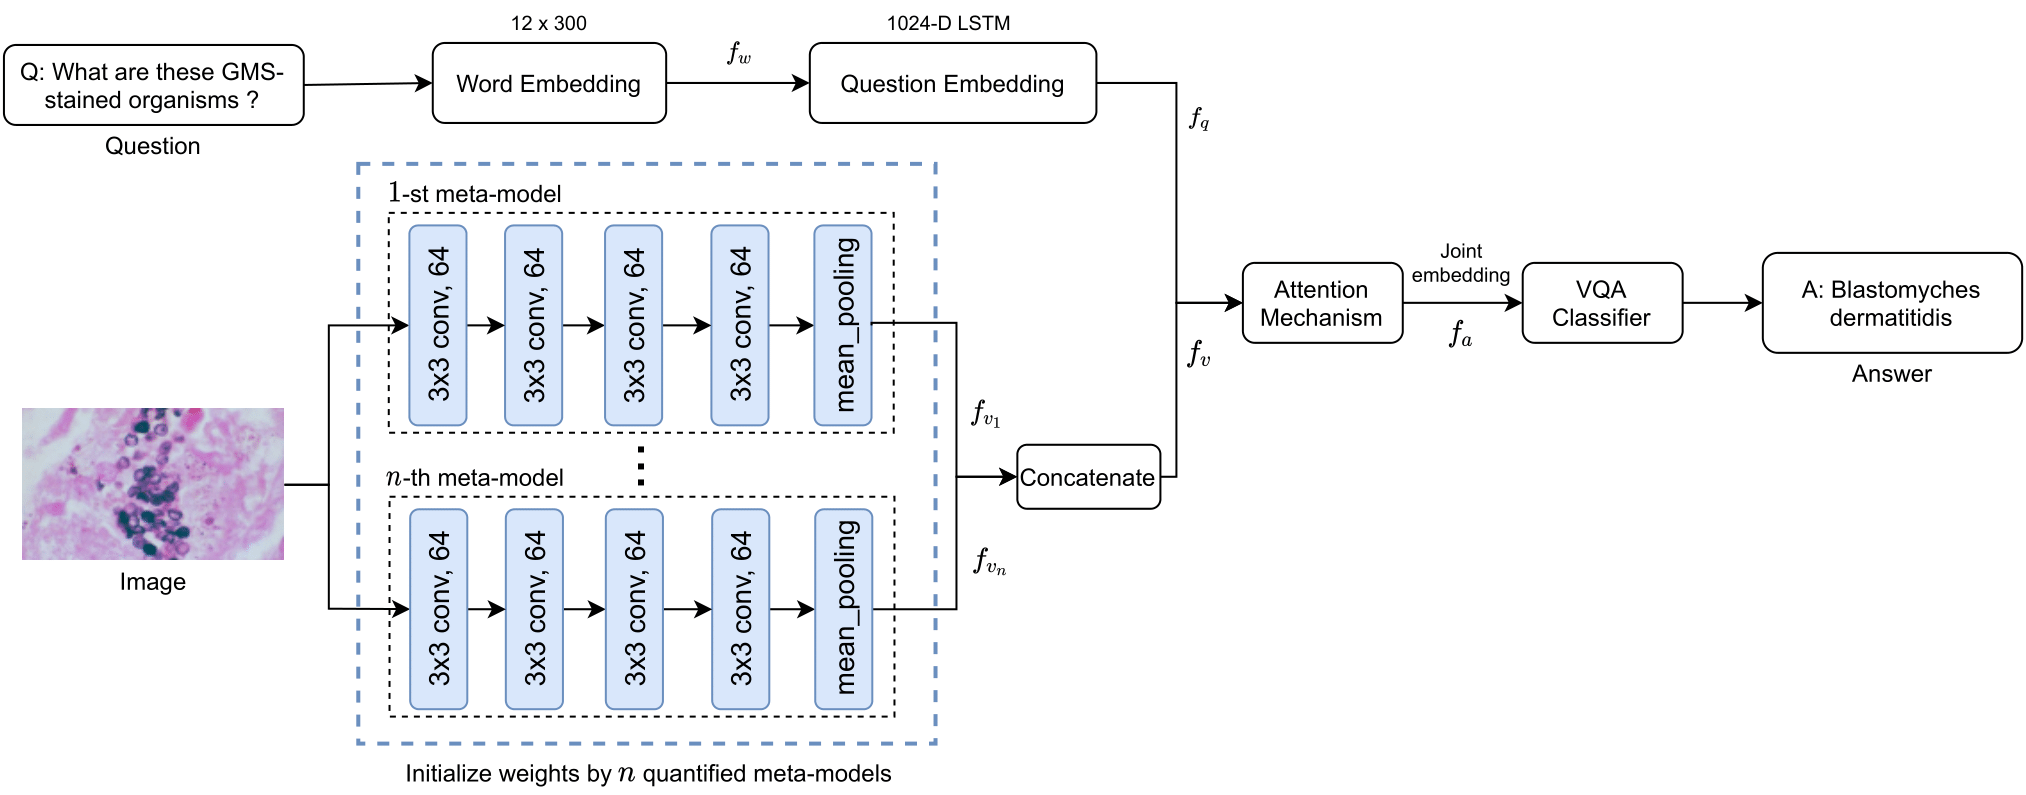 12 x 300
1024-D LSTM
Q: What are these GMS-
stained organisms ?
Question
Word Embedding
f_w
Question Embedding
f_q
1-st meta-model
3x3 conv, 64
3x3 conv, 64
3x3 conv, 64
3x3 conv, 64
mean_pooling
n-th meta-model
3x3 conv, 64
3x3 conv, 64
3x3 conv, 64
3x3 conv, 64
mean_pooling
Image
Initialize weights by n quantified meta-models
f_{v_1}
f_{v_n}
Concatenate
f_v
Attention
Mechanism
Joint
embedding
f_a
VQA
Classifier
A: Blastomyches
dermatitidis
Answer